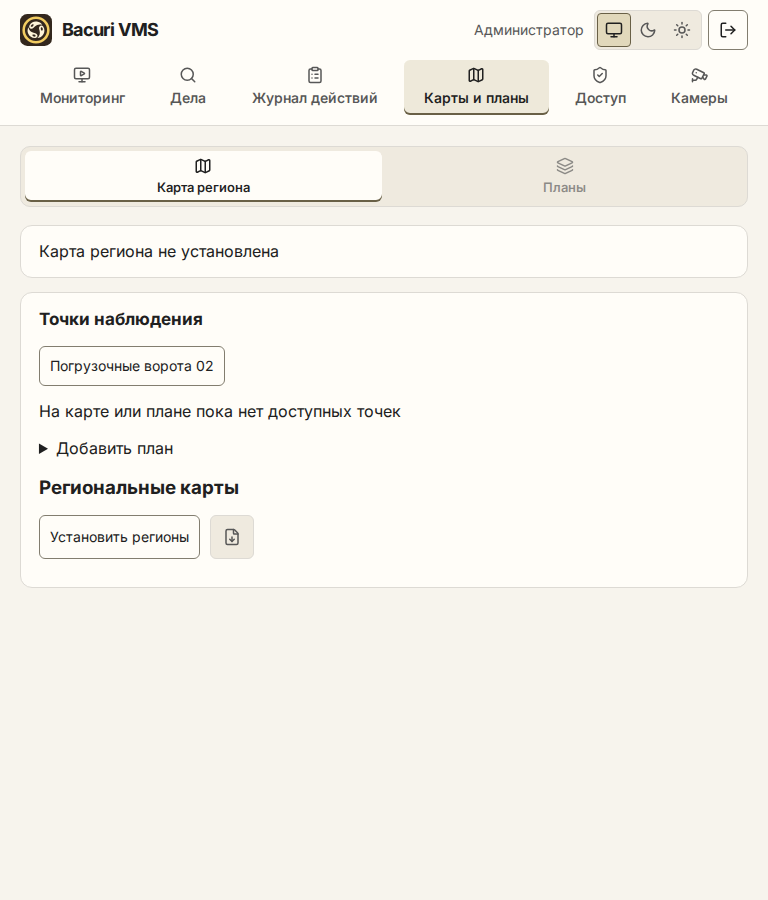 Bacuri VMS
Администратор
Мониторинг
Дела
Журнал действий
Карты и планы
Доступ
Камеры
Карта региона
Планы
Карта региона не установлена
Точки наблюдения
Погрузочные ворота 02
На карте или плане пока нет доступных точек
Добавить план
Региональные карты
Установить регионы